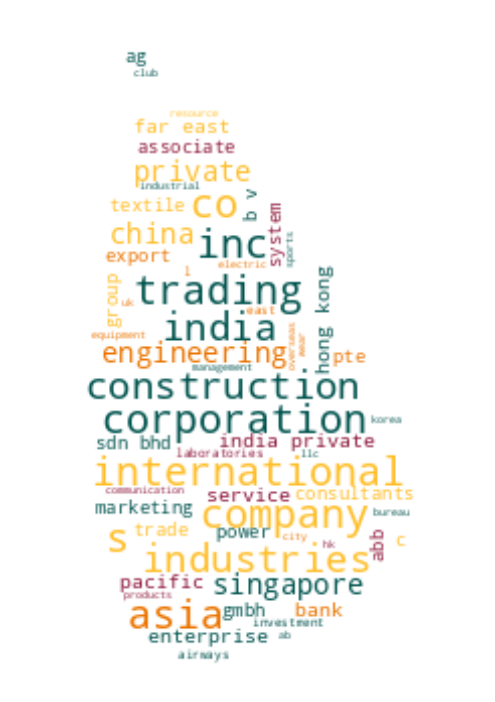 ag
club
resource
far east
associate
private
industrial
textile co b v
china inc system sports
export electric
group l
trading hong kong
uk east
india
equipment overseas wear
engineering pte
management
construction
corporation korea
sdn bhd india private
laboratories llc
international
communication service consultants
marketing company bureau
s trade power city hk abb c
industries
pacific singapore
products
asia gmbh bank
investment
enterprise ab
airways